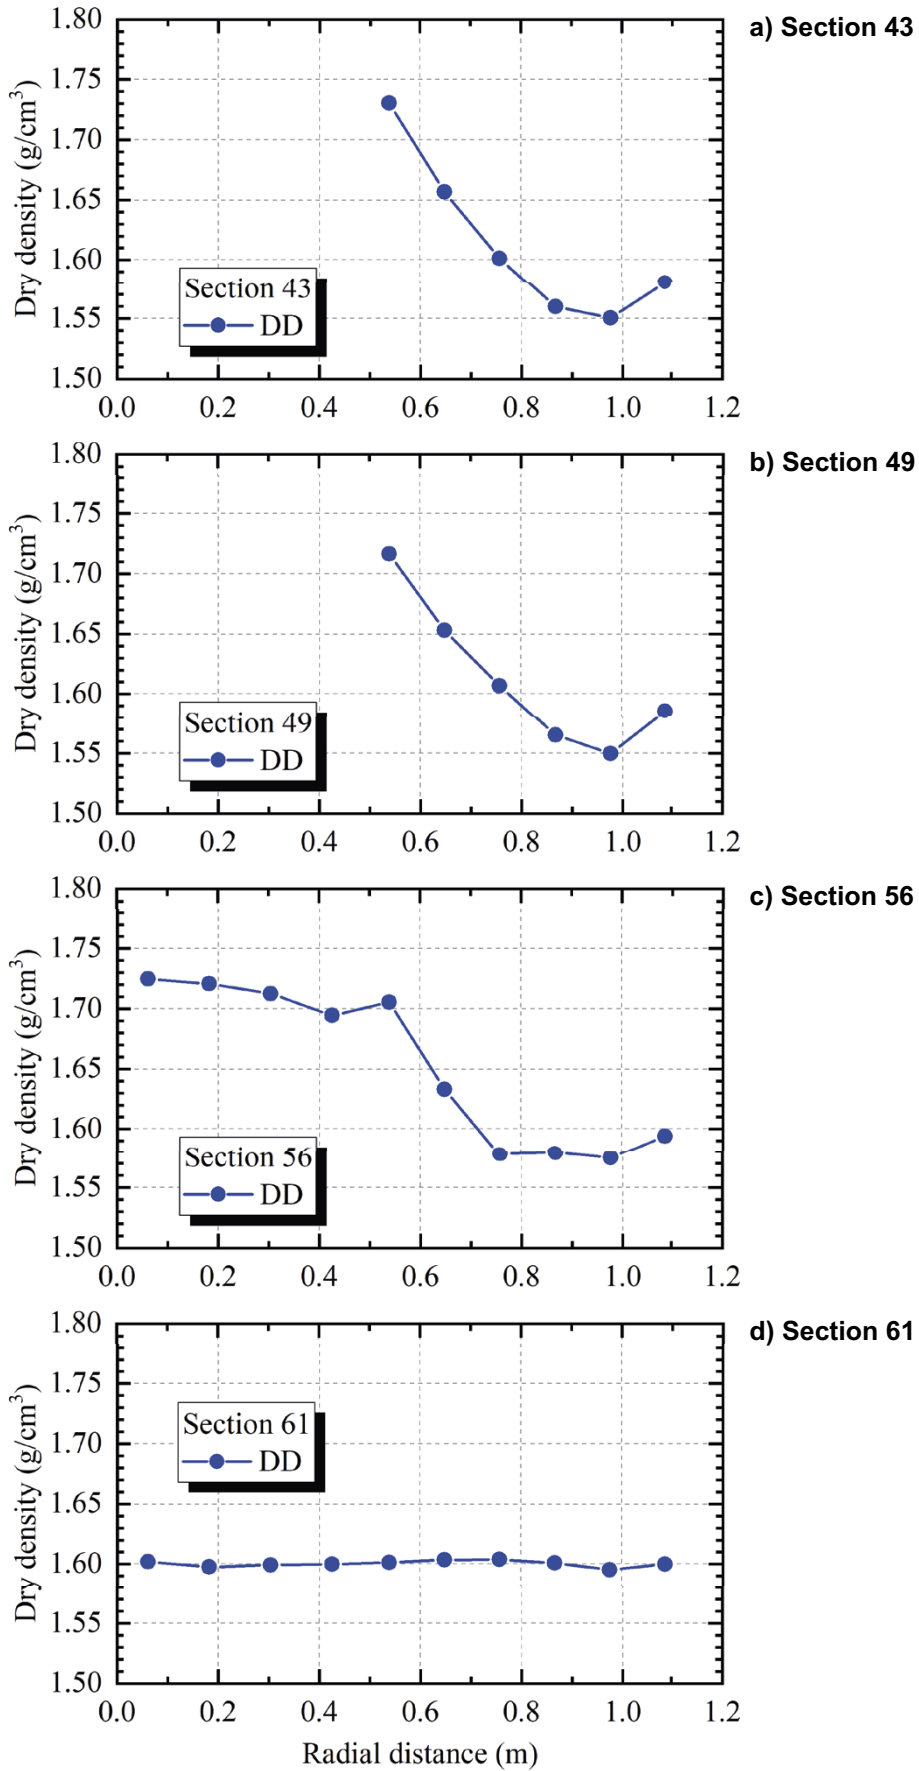 a) Section 43
1.80
1.75
1.70
1.65
1.60
1.55
1.50
Dry density (g/cm³)
Section 43
DD
0.0 0.2 0.4 0.6 0.8 1.0 1.2
b) Section 49
1.80
1.75
1.70
1.65
1.60
1.55
1.50
Dry density (g/cm³)
Section 49
DD
0.0 0.2 0.4 0.6 0.8 1.0 1.2
c) Section 56
1.80
1.75
1.70
1.65
1.60
1.55
1.50
Dry density (g/cm³)
Section 56
DD
0.0 0.2 0.4 0.6 0.8 1.0 1.2
d) Section 61
1.80
1.75
1.70
1.65
1.60
1.55
1.50
Dry density (g/cm³)
Section 61
DD
0.0 0.2 0.4 0.6 0.8 1.0 1.2
Radial distance (m)